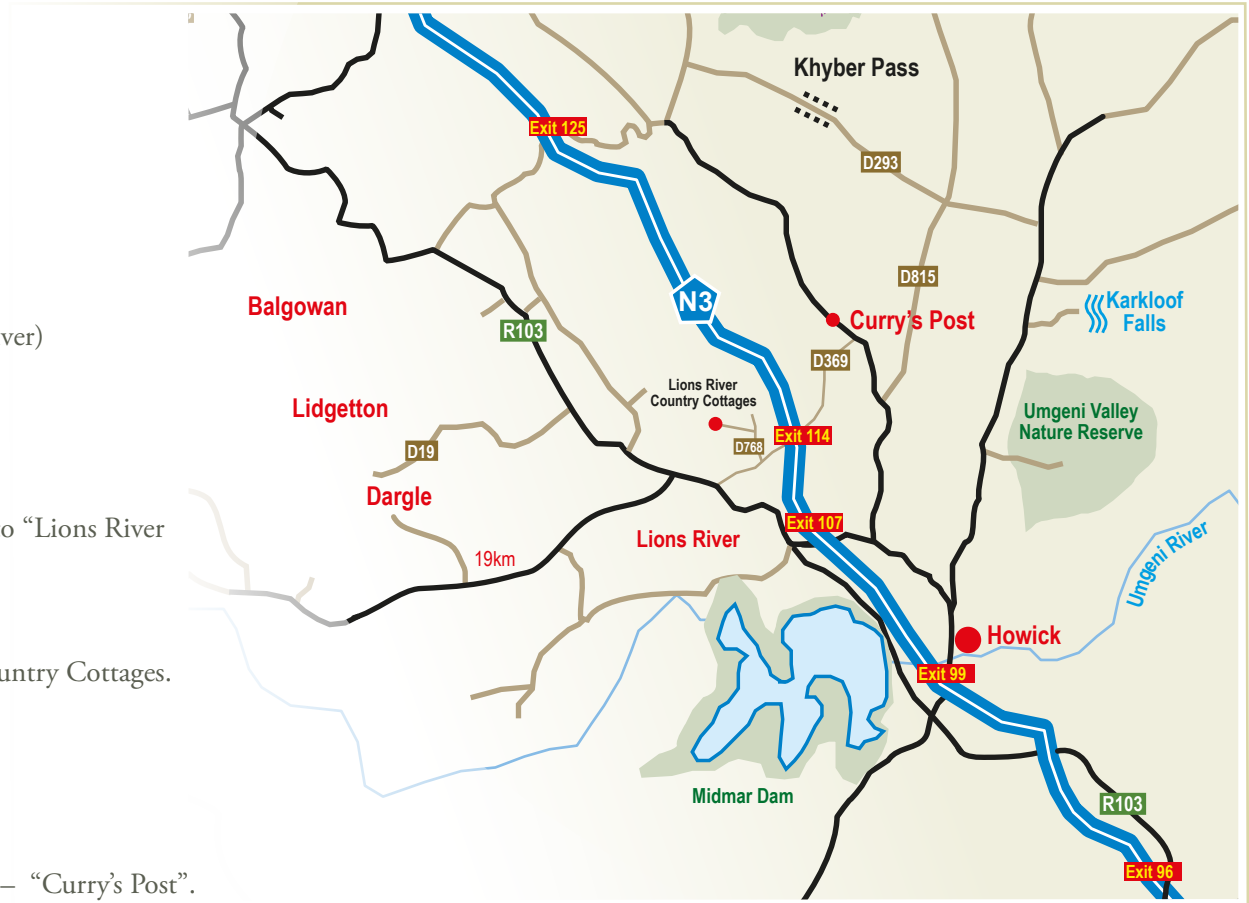 ver)
o “Lions River
untry Cottages.
– “Curry’s Post”.
Khyber Pass
Exit 125
D293
D815
Balgowan
N3
Karkloof
Falls
R103
Curry’s Post
D369
Lions River
Country Cottages
Lidgetton
Umgeni Valley
Nature Reserve
D768
Exit 114
D19
Dargle
Exit 107
Lions River
19km
Umgeni River
Howick
Exit 99
Midmar Dam
R103
Exit 96